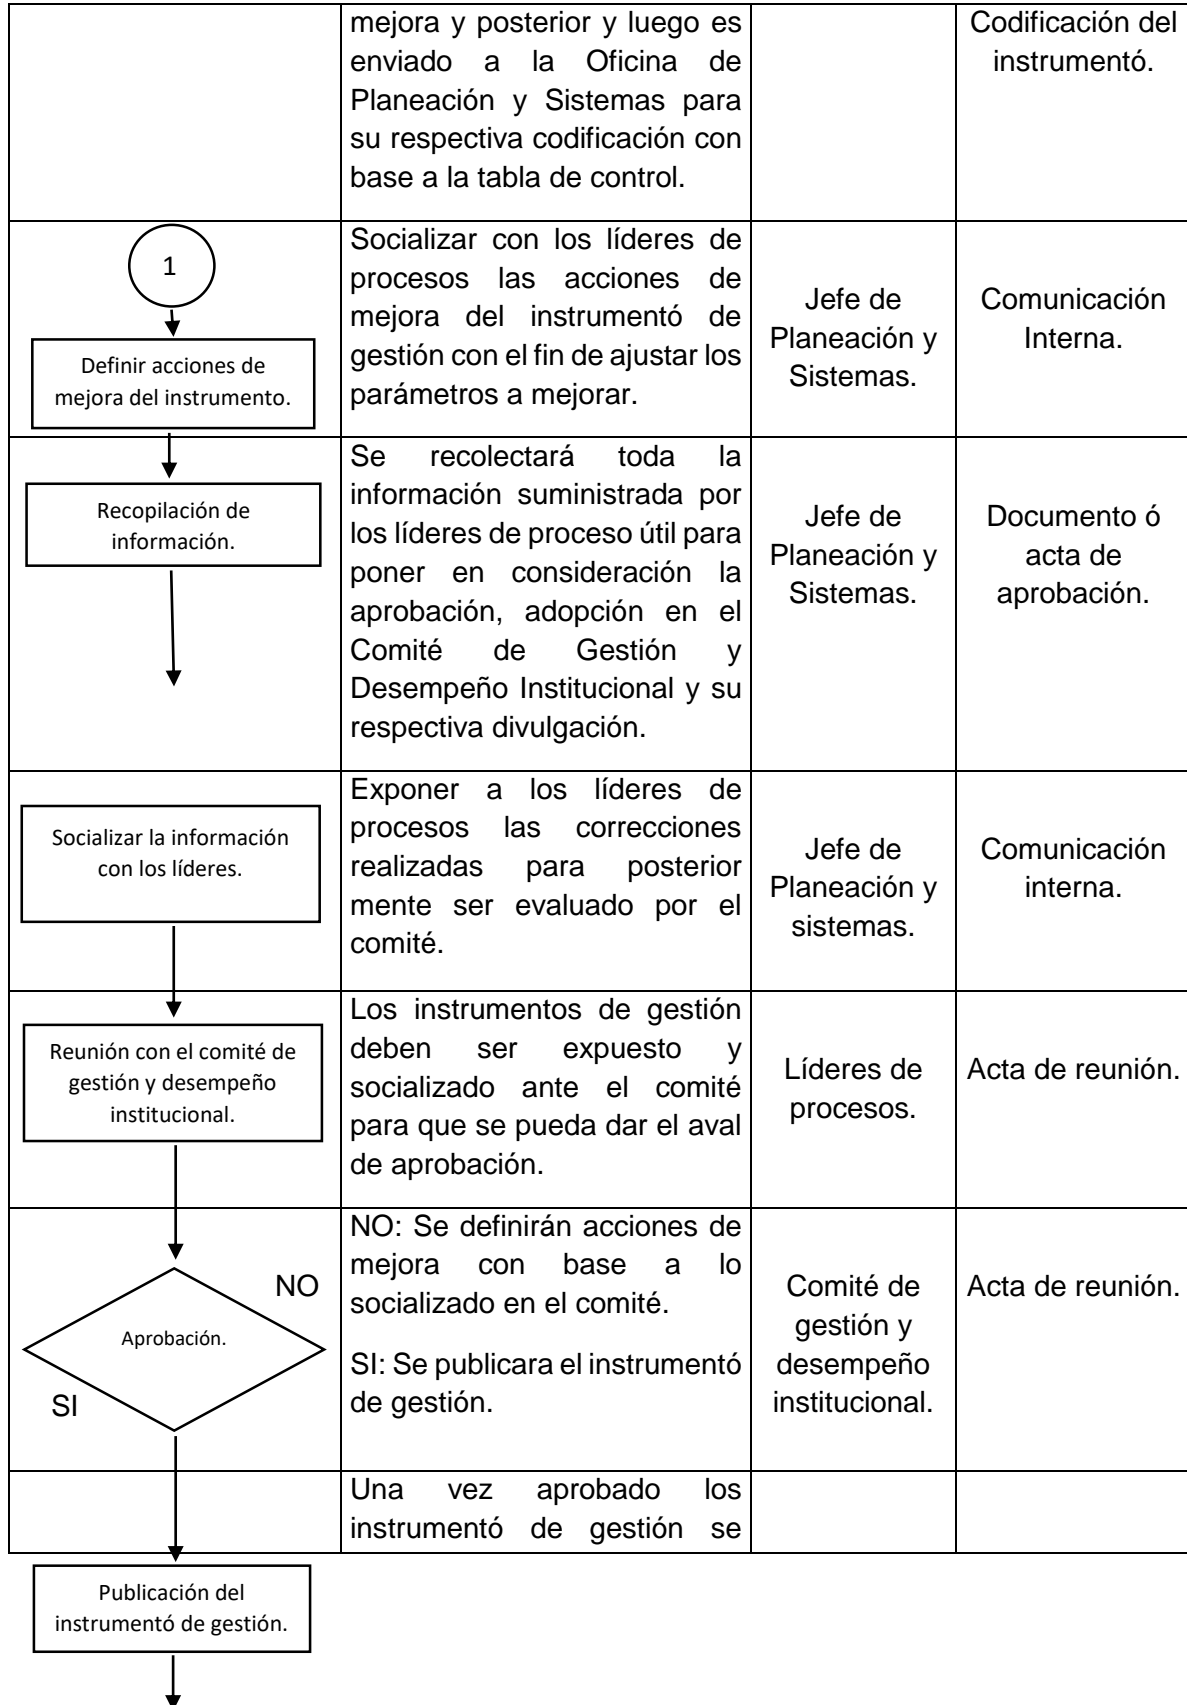 mejora y posterior y luego es
enviado a la Oficina de
Planeación y Sistemas para
su respectiva codificación con
base a la tabla de control.
Codificación del
instrumentó.
1
Definir acciones de
mejora del instrumento.
Socializar con los líderes de
procesos las acciones de
mejora del instrumentó de
gestión con el fin de ajustar los
parámetros a mejorar.
Jefe de
Planeación y
Sistemas.
Comunicación
Interna.
Recopilación de
información.
Se recolectará toda la
información suministrada por
los líderes de proceso útil para
poner en consideración la
aprobación, adopción en el
Comité de Gestión y
Desempeño Institucional y su
respectiva divulgación.
Jefe de
Planeación y
Sistemas.
Documento ó
acta de
aprobación.
Socializar la información
con los líderes.
Exponer a los líderes de
procesos las correcciones
realizadas para posterior
mente ser evaluado por el
comité.
Jefe de
Planeación y
sistemas.
Comunicación
interna.
Reunión con el comité de
gestión y desempeño
institucional.
Los instrumentos de gestión
deben ser expuesto y
socializado ante el comité
para que se pueda dar el aval
de aprobación.
Líderes de
procesos.
Acta de reunión.
NO
Aprobación.
SI
NO: Se definirán acciones de
mejora con base a lo
socializado en el comité.
SI: Se publicara el instrumentó
de gestión.
Comité de
gestión y
desempeño
institucional.
Acta de reunión.
Una vez aprobado los
instrumentó de gestión se
Publicación del
instrumentó de gestión.